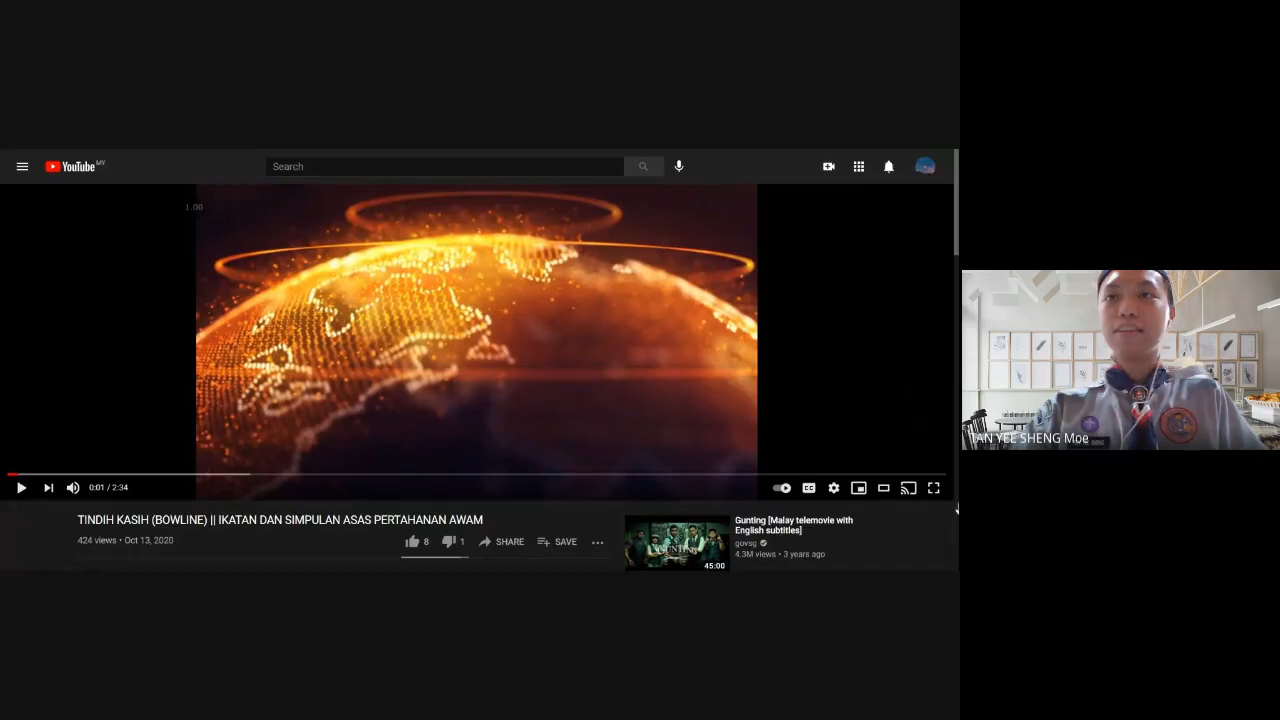 YouTube MY
Search
1.00
0:01 / 2:34
CC
TINDIH KASIH (BOWLINE) || IKATAN DAN SIMPULAN ASAS PERTAHANAN AWAM
424 views • Oct 13, 2020
8
1
SHARE
SAVE
GUNTING
45:00
Gunting [Malay telemovie with
English subtitles]
govsg
4.3M views • 3 years ago
TAN YEE SHENG Moe